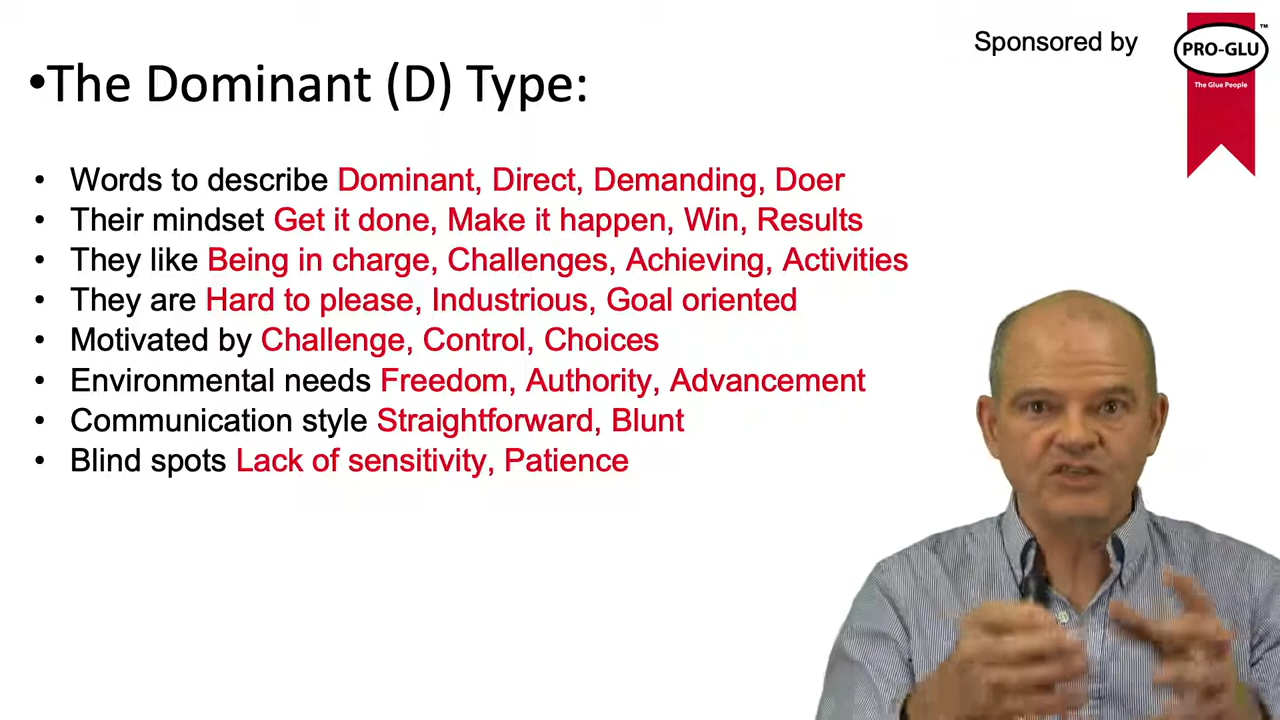 Sponsored by
PRO-GLU™
The Glue People
•The Dominant (D) Type:
• Words to describe Dominant, Direct, Demanding, Doer
• Their mindset Get it done, Make it happen, Win, Results
• They like Being in charge, Challenges, Achieving, Activities
• They are Hard to please, Industrious, Goal oriented
• Motivated by Challenge, Control, Choices
• Environmental needs Freedom, Authority, Advancement
• Communication style Straightforward, Blunt
• Blind spots Lack of sensitivity, Patience